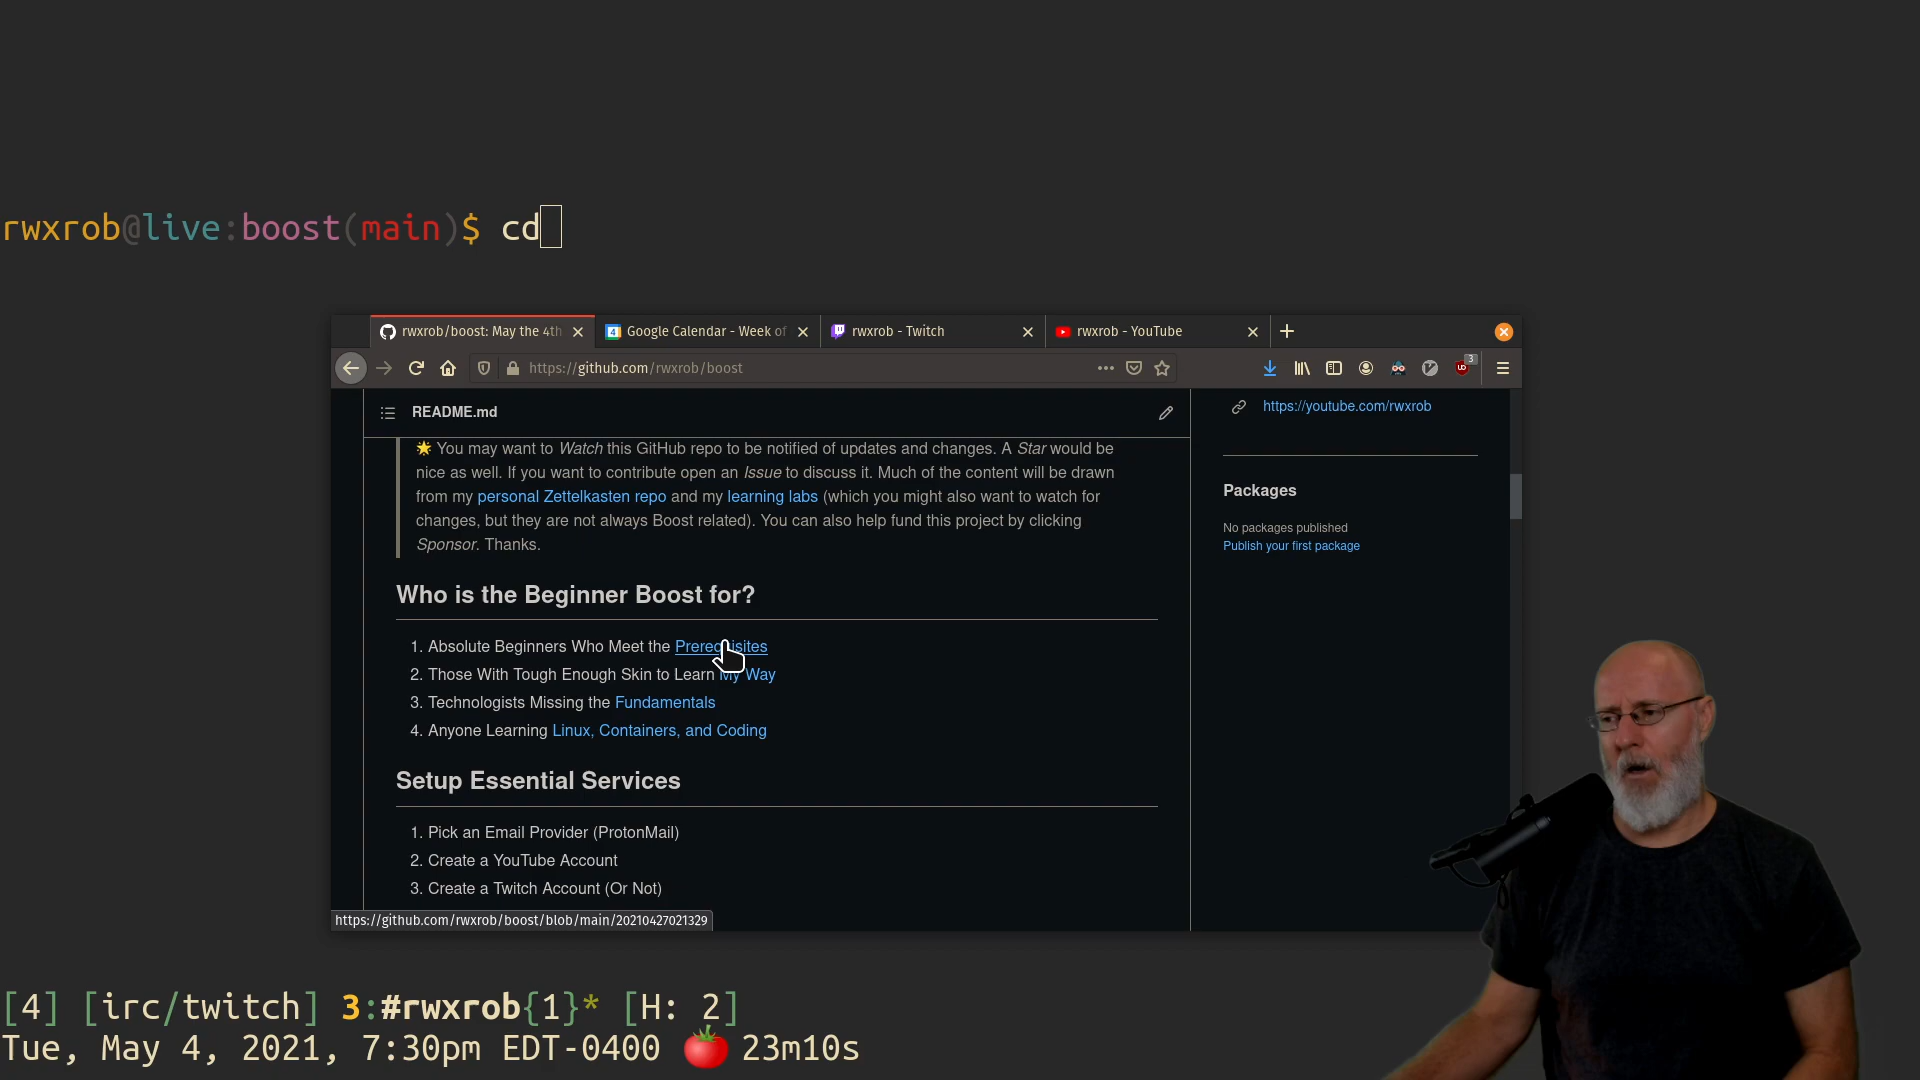 rwxrob@live:boost(main)$ cd
rwxrob/boost: May the 4th
Google Calendar - Week of
rwxrob - Twitch
rwxrob - YouTube
https://github.com/rwxrob/boost
3
README.md
https://youtube.com/rwxrob
🌟 You may want to Watch this GitHub repo to be notified of updates and changes. A Star would be
nice as well. If you want to contribute open an Issue to discuss it. Much of the content will be drawn
from my personal Zettelkasten repo and my learning labs (which you might also want to watch for
changes, but they are not always Boost related). You can also help fund this project by clicking
Sponsor. Thanks.
Packages
No packages published
Publish your first package
Who is the Beginner Boost for?
1. Absolute Beginners Who Meet the Prerequisites
2. Those With Tough Enough Skin to Learn My Way
3. Technologists Missing the Fundamentals
4. Anyone Learning Linux, Containers, and Coding
Setup Essential Services
1. Pick an Email Provider (ProtonMail)
2. Create a YouTube Account
3. Create a Twitch Account (Or Not)
https://github.com/rwxrob/boost/blob/main/20210427021329
[4] [irc/twitch] 3:#rwxrob{1}* [H: 2]
Tue, May 4, 2021, 7:30pm EDT-0400 🍅 23m10s